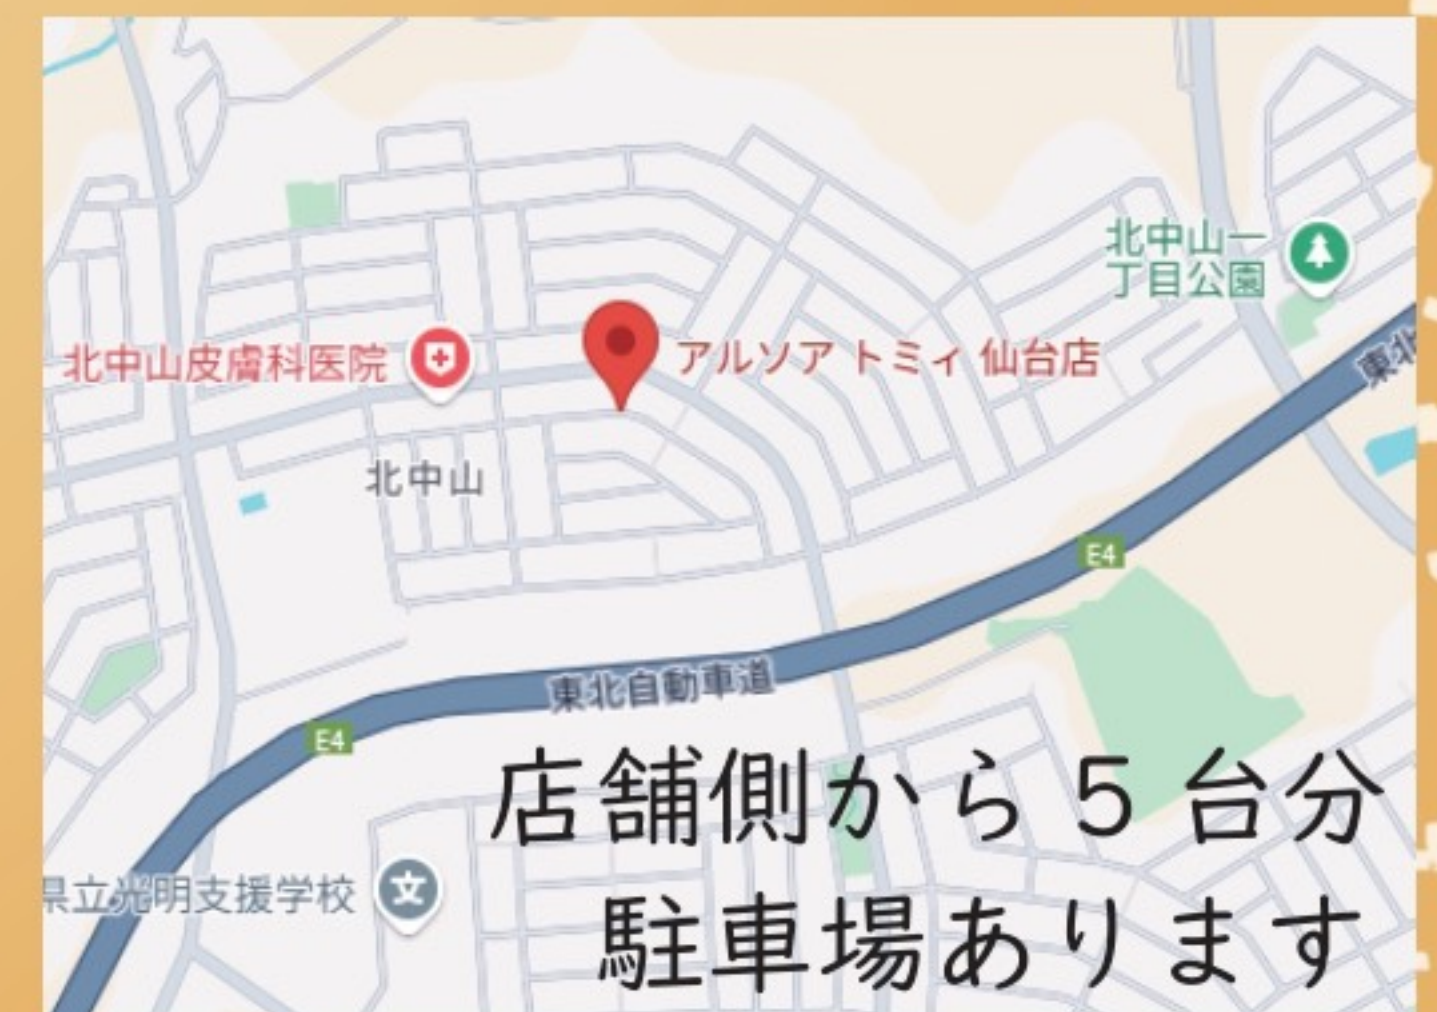 北中山一
丁目公園
東北
北中山皮膚科医院
アルソア トミィ 仙台店
北中山
E4
東北自動車道
E4
店舗側から 5 台分
県立光明支援学校
駐車場あります